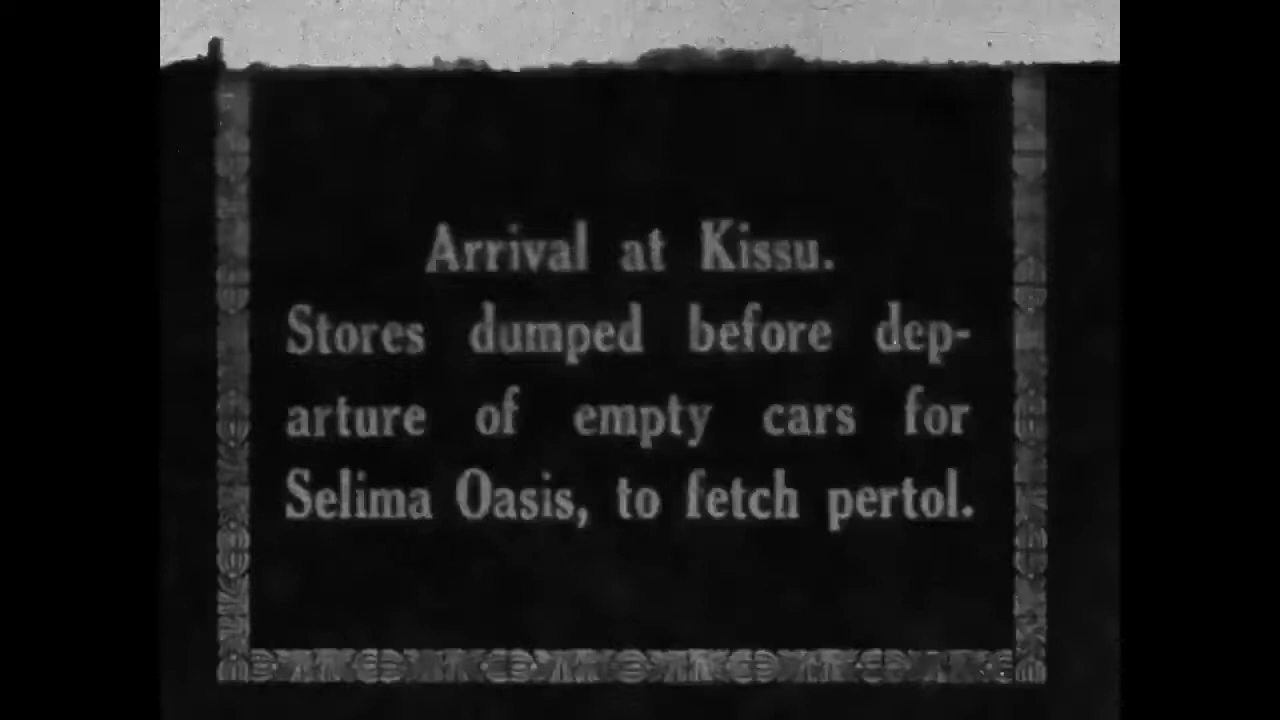 Arrival at Kissu.
Stores dumped before dep-
arture of empty cars for
Selima Oasis, to fetch pertol.